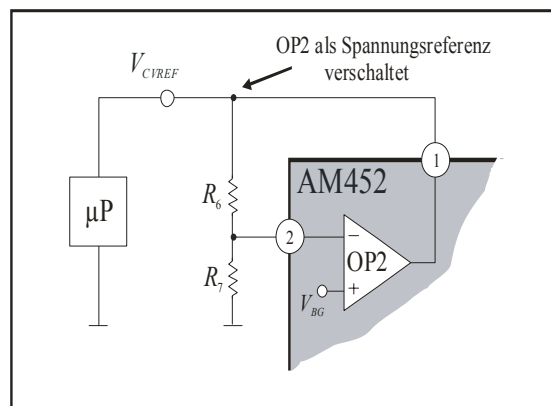 OP2 als Spannungsreferenz
verschaltet
V_CVREF
1
AM452
µP
R_6
2
−
OP2
R_7
V_BG
+